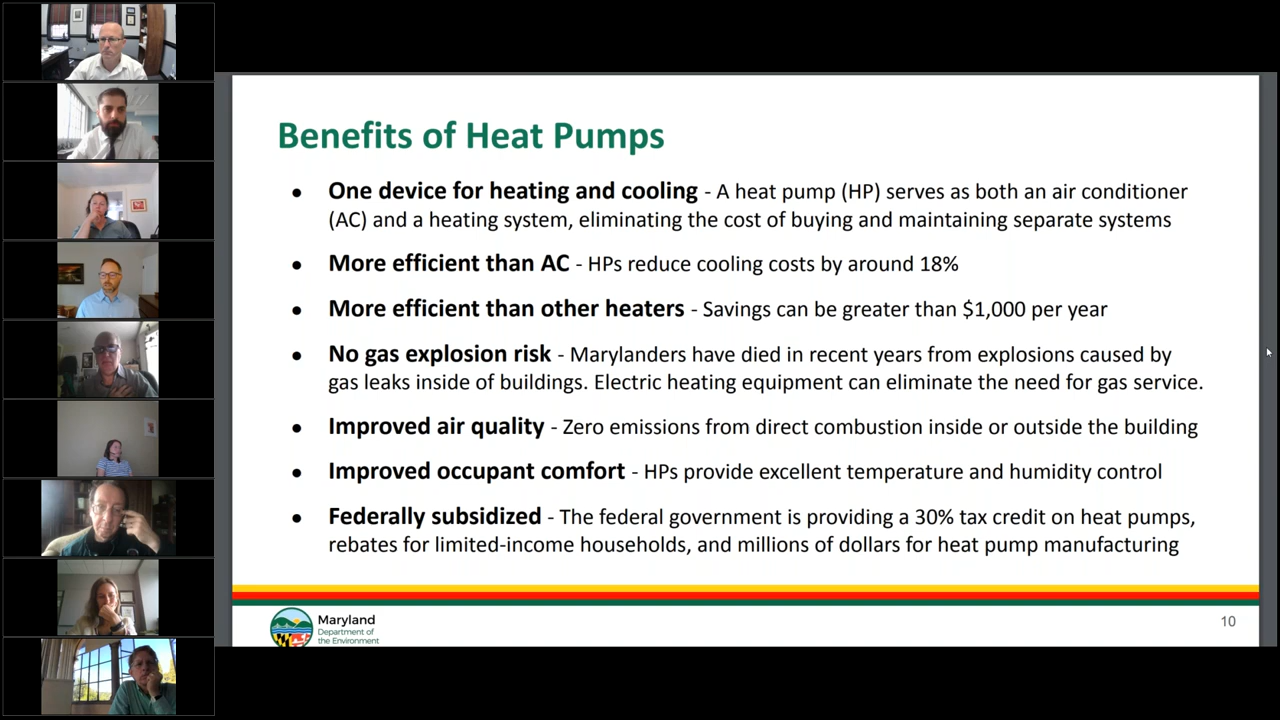 Benefits of Heat Pumps
● One device for heating and cooling - A heat pump (HP) serves as both an air conditioner
(AC) and a heating system, eliminating the cost of buying and maintaining separate systems
● More efficient than AC - HPs reduce cooling costs by around 18%
● More efficient than other heaters - Savings can be greater than $1,000 per year
● No gas explosion risk - Marylanders have died in recent years from explosions caused by
gas leaks inside of buildings. Electric heating equipment can eliminate the need for gas service.
● Improved air quality - Zero emissions from direct combustion inside or outside the building
● Improved occupant comfort - HPs provide excellent temperature and humidity control
● Federally subsidized - The federal government is providing a 30% tax credit on heat pumps,
rebates for limited-income households, and millions of dollars for heat pump manufacturing
Maryland
Department of
the Environment
10